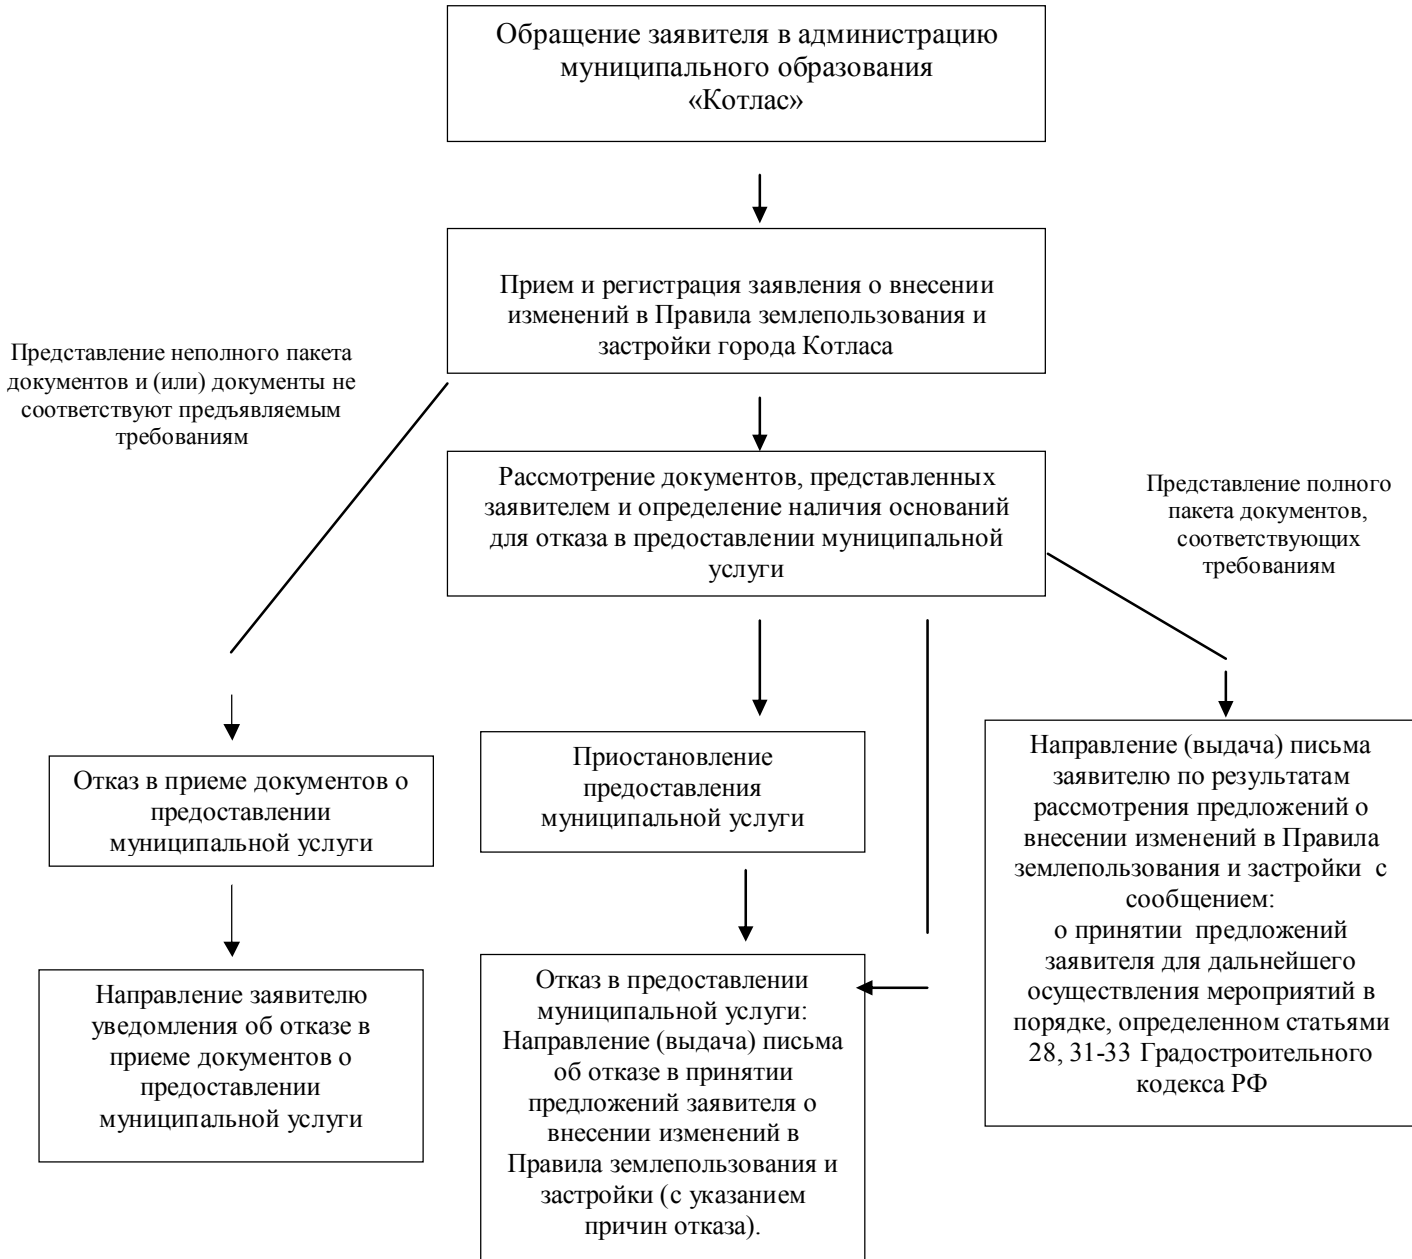 Обращение заявителя в администрацию
муниципального образования
«Котлас»
Прием и регистрация заявления о внесении
изменений в Правила землепользования и
застройки города Котласа
Представление неполного пакета
документов и (или) документы не
соответствуют предъявляемым
требованиям
Рассмотрение документов, представленных
заявителем и определение наличия оснований
для отказа в предоставлении муниципальной
услуги
Представление полного
пакета документов,
соответствующих
требованиям
Отказ в приеме документов о
предоставлении
муниципальной услуги
Приостановление
предоставления
муниципальной услуги
Направление (выдача) письма
заявителю по результатам
рассмотрения предложений о
внесении изменений в Правила
землепользования и застройки с
сообщением:
о принятии предложений
заявителя для дальнейшего
осуществления мероприятий в
порядке, определенном статьями
28, 31-33 Градостроительного
кодекса РФ
Направление заявителю
уведомления об отказе в
приеме документов о
предоставлении
муниципальной услуги
Отказ в предоставлении
муниципальной услуги:
Направление (выдача) письма
об отказе в принятии
предложений заявителя о
внесении изменений в
Правила землепользования и
застройки (с указанием
причин отказа).